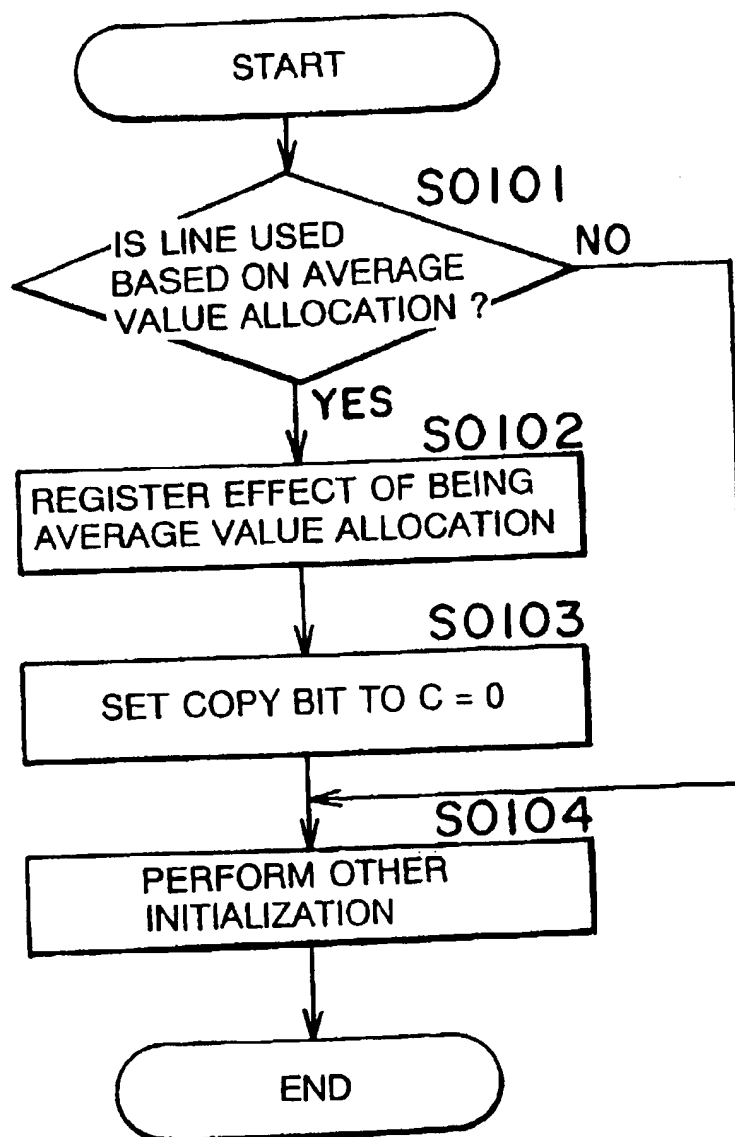 START
S0101
IS LINE USED
BASED ON AVERAGE
VALUE ALLOCATION ?
NO
YES
S0102
REGISTER EFFECT OF BEING
AVERAGE VALUE ALLOCATION
S0103
SET COPY BIT TO C = 0
S0104
PERFORM OTHER
INITIALIZATION
END